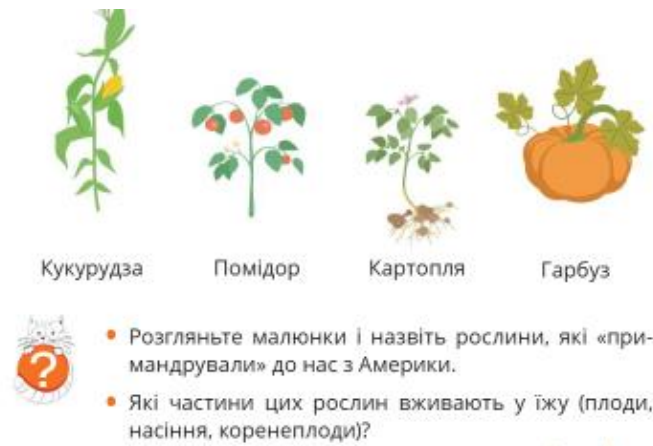 Кукурудза Помідор Картопля Гарбуз
?
• Розгляньте малюнки і назвіть рослини, які «при-
мандрували» до нас з Америки.
• Які частини цих рослин вживають у їжу (плоди,
насіння, коренеплоди)?